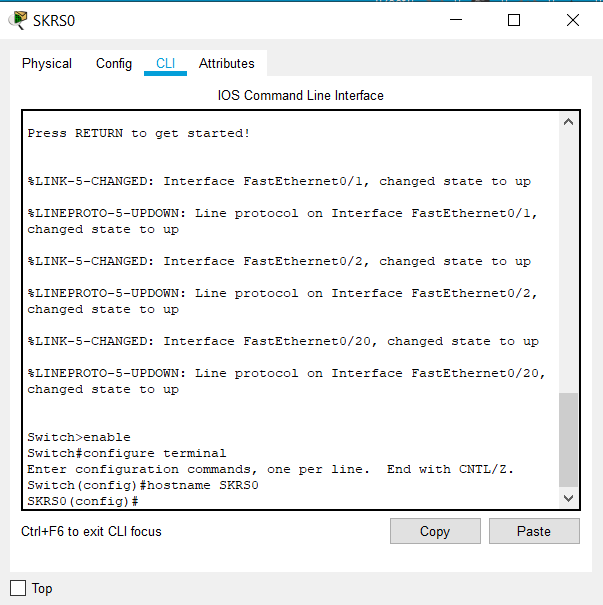 SKRS0
Physical Config CLI Attributes
IOS Command Line Interface
Press RETURN to get started!
%LINK-5-CHANGED: Interface FastEthernet0/1, changed state to up
%LINEPROTO-5-UPDOWN: Line protocol on Interface FastEthernet0/1,
changed state to up
%LINK-5-CHANGED: Interface FastEthernet0/2, changed state to up
%LINEPROTO-5-UPDOWN: Line protocol on Interface FastEthernet0/2,
changed state to up
%LINK-5-CHANGED: Interface FastEthernet0/20, changed state to up
%LINEPROTO-5-UPDOWN: Line protocol on Interface FastEthernet0/20,
changed state to up
Switch>enable
Switch#configure terminal
Enter configuration commands, one per line.  End with CNTL/Z.
Switch(config)#hostname SKRS0
SKRS0(config)#
Ctrl+F6 to exit CLI focus
Copy Paste
Top